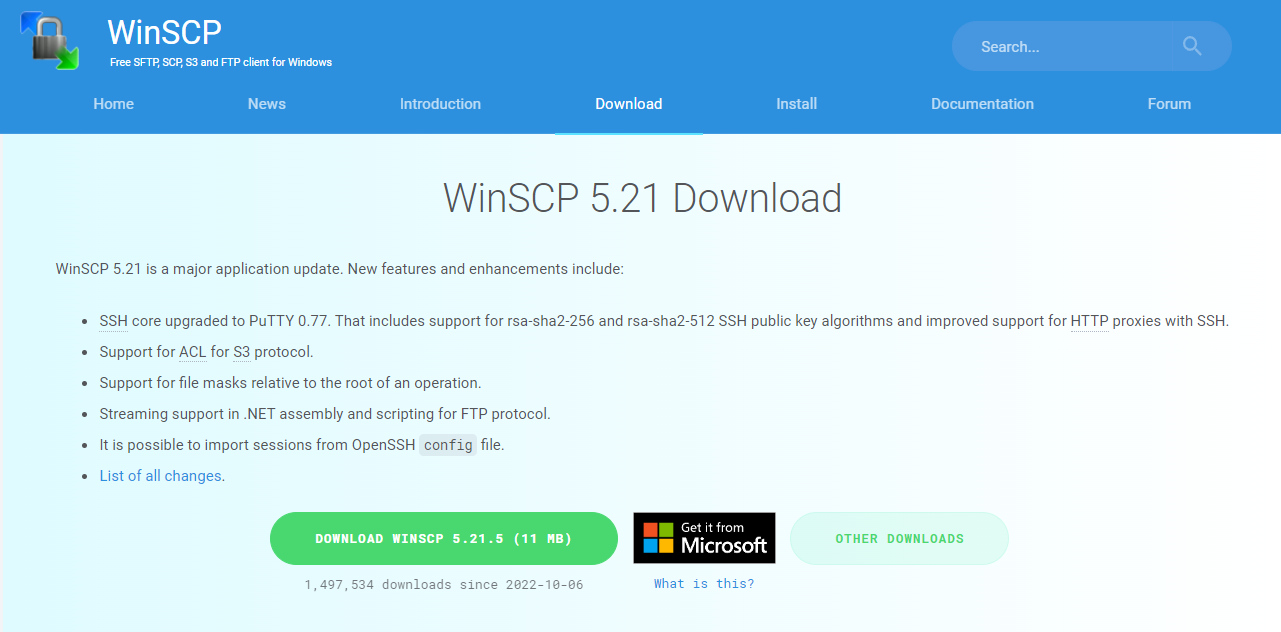 WinSCP
Free SFTP, SCP, S3 and FTP client for Windows
Search...
Home News Introduction Download Install Documentation Forum
WinSCP 5.21 Download
WinSCP 5.21 is a major application update. New features and enhancements include:
SSH core upgraded to PuTTY 0.77. That includes support for rsa-sha2-256 and rsa-sha2-512 SSH public key algorithms and improved support for HTTP proxies with SSH.
Support for ACL for S3 protocol.
Support for file masks relative to the root of an operation.
Streaming support in .NET assembly and scripting for FTP protocol.
It is possible to import sessions from OpenSSH config file.
List of all changes.
DOWNLOAD WINSCP 5.21.5 (11 MB)
Get it from
Microsoft
OTHER DOWNLOADS
1,497,534 downloads since 2022-10-06
What is this?